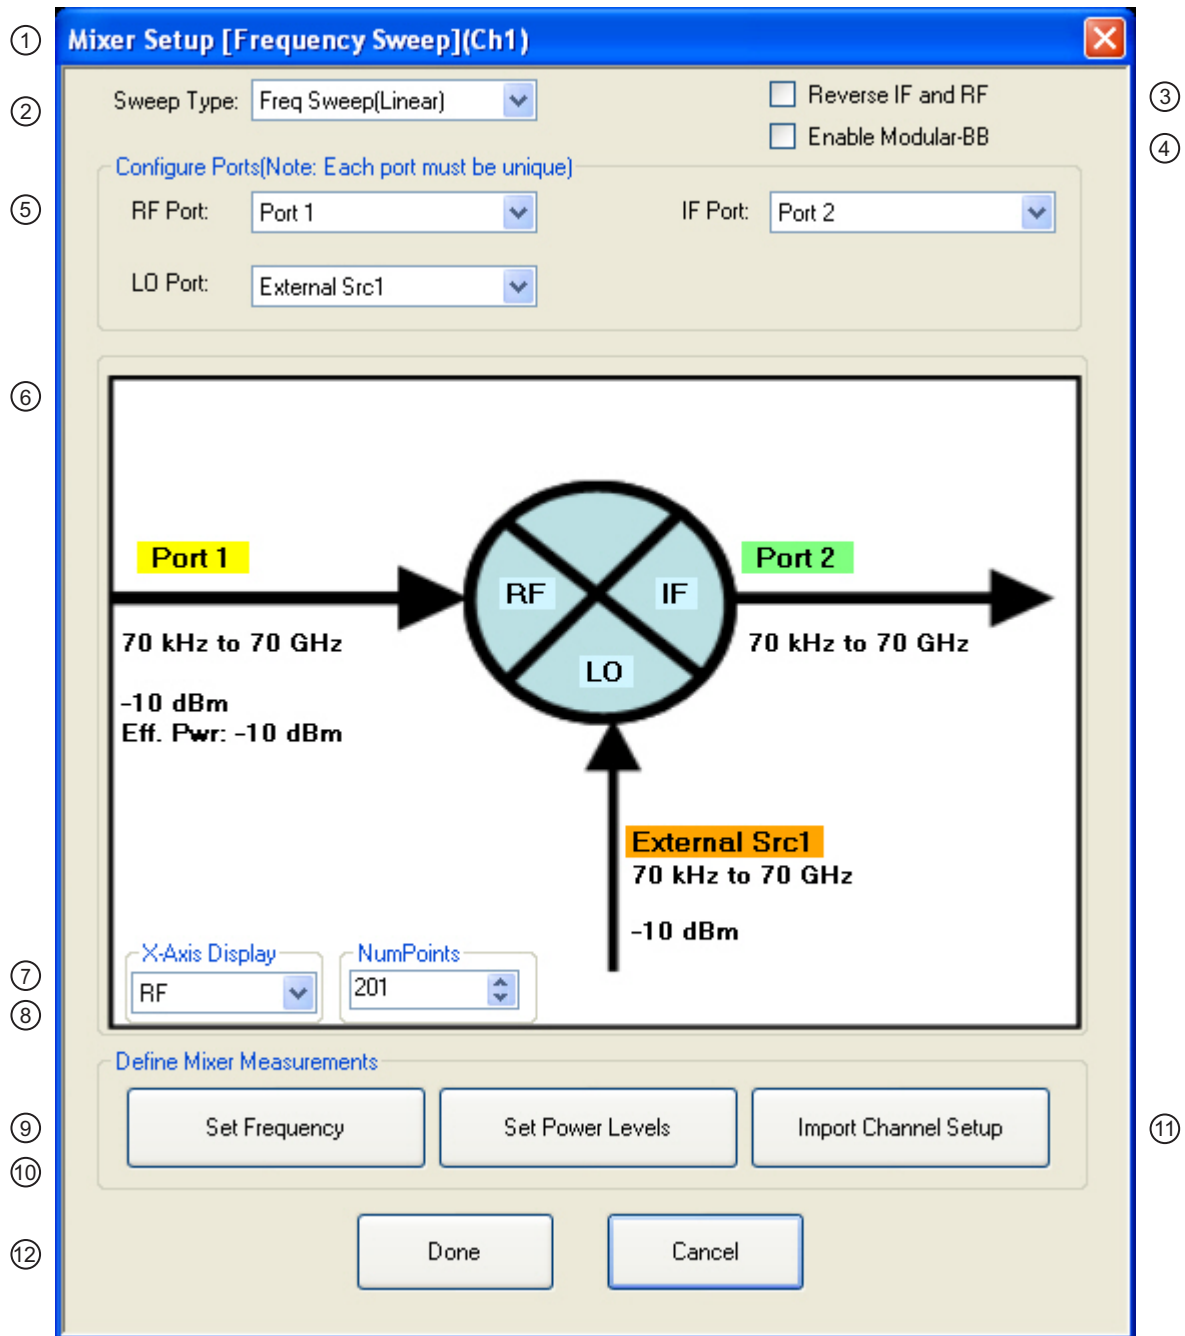 1 Mixer Setup [Frequency Sweep](Ch1)
2 Sweep Type: Freq Sweep(Linear) Reverse IF and RF 3
Enable Modular-BB 4
Configure Ports(Note: Each port must be unique)
5 RF Port: Port 1 IF Port: Port 2
LO Port: External Src1
6
Port 1 Port 2
RF IF
LO
70 kHz to 70 GHz 70 kHz to 70 GHz
-10 dBm
Eff. Pwr: -10 dBm
External Src1
70 kHz to 70 GHz
-10 dBm
X-Axis Display NumPoints
7 RF 201
8
Define Mixer Measurements
9 Set Frequency Set Power Levels Import Channel Setup 11
10
12 Done Cancel